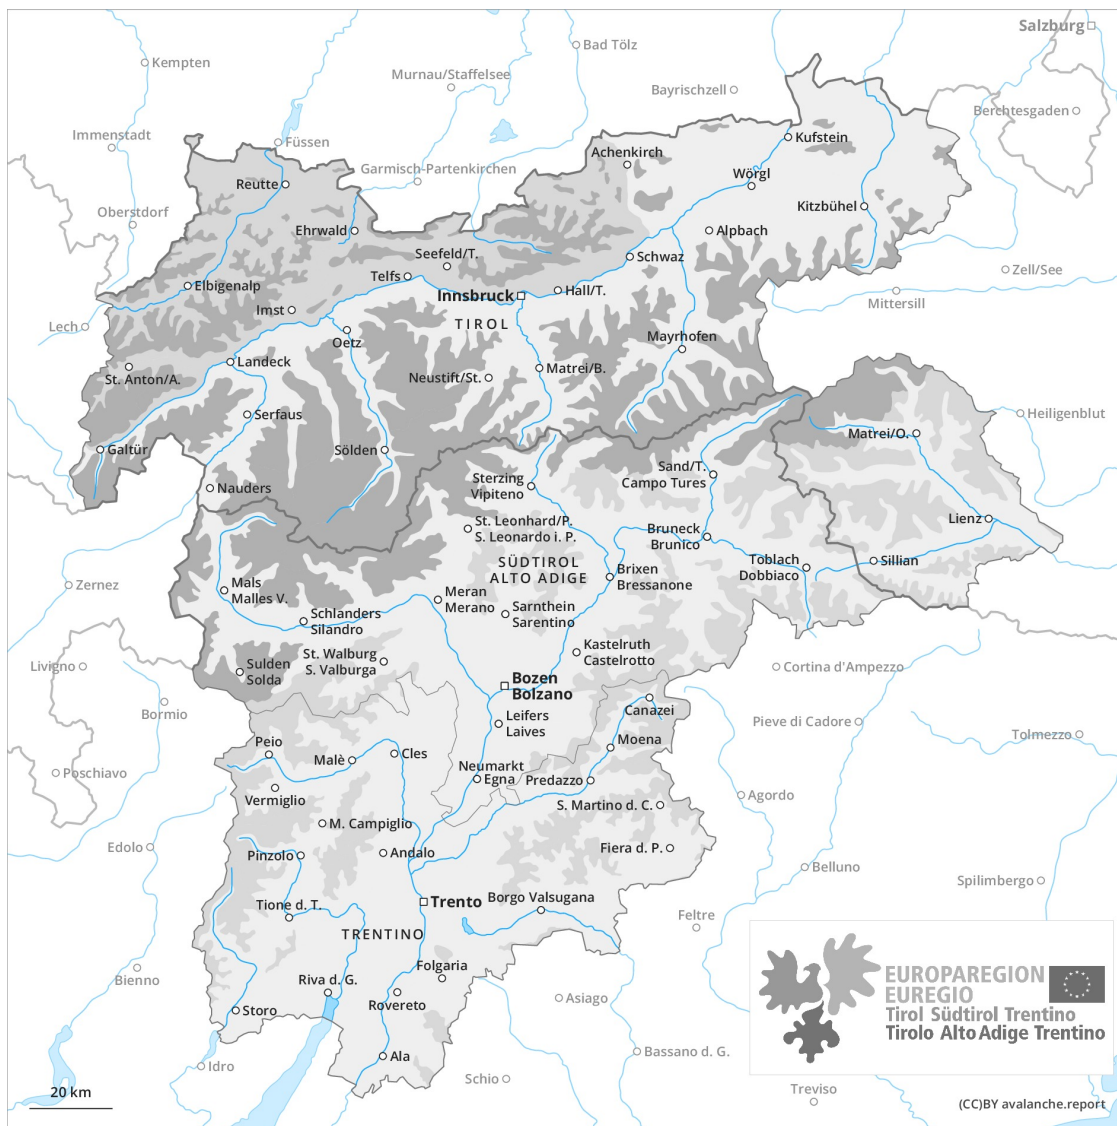 Salzburg
Bad Tölz
Kempten
Murnau/Staffelsee
Bayrischzell
Berchtesgaden
Immenstadt
Füssen
Kufstein
Achenkirch
Garmisch-Partenkirchen
Wörgl
Reutte
Oberstdorf
Kitzbühel
Ehrwald
Alpbach
Seefeld/T.
Schwaz
Telfs
Zell/See
Elbigenalp
Hall/T.
Innsbruck
Mittersill
Imst
TIROL
Lech
Oetz
Mayrhofen
Landeck
Matrei/B.
St. Anton/A.
Neustift/St.
Serfaus
Heiligenblut
Matrei/O.
Galtür
Sölden
Sand/T.
Campo Tures
Sterzing
Vipiteno
Nauders
Lienz
St. Leonhard/P.
S. Leonardo i. P.
Bruneck
Brunico
SÜDTIROL
ALTO ADIGE
Toblach
Dobbiaco
Sillian
Brixen
Bressanone
Zernez
Mals
Malles V.
Meran
Merano
Sarnthein
Sarentino
Schlanders
Silandro
Kastelruth
Castelrotto
St. Walburg
S. Valburga
Livigno
Sulden
Solda
Cortina d'Ampezzo
Bozen
Bolzano
Bormio
Canazei
Leifers
Laives
Pieve di Cadore
Tolmezzo
Moena
Peio
Cles
Malè
Poschiavo
Neumarkt
Egna
Predazzo
Vermiglio
Agordo
S. Martino d. C.
M. Campiglio
Edolo
Pinzolo
Andalo
Fiera d. P.
Belluno
Spilimbergo
Borgo Valsugana
Trento
Tione d. T.
Feltre
TRENTINO
Folgaria
Bienno
Riva d. G.
Rovereto
Asiago
Storo
EUROPAREGION
EUREGIO
Tirol Südtirol Trentino
Tirolo Alto Adige Trentino
Bassano d. G.
Ala
Idro
Schio
Treviso
20 km
(CC)BY avalanche.report